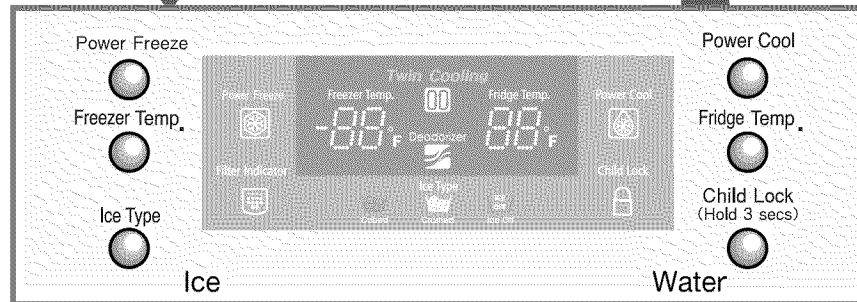 Power Freeze
Freezer Temp.
Ice Type
Ice
Twin Cooling
Power Freeze
Freezer Temp.
Fridge Temp.
Power Cool
-88°F
88°F
Deodorizer
Filter Indicator
Ice Type
Child Lock
Cubed
Crushed
Ice Off
Power Cool
Fridge Temp.
Child Lock
(Hold 3 secs)
Water